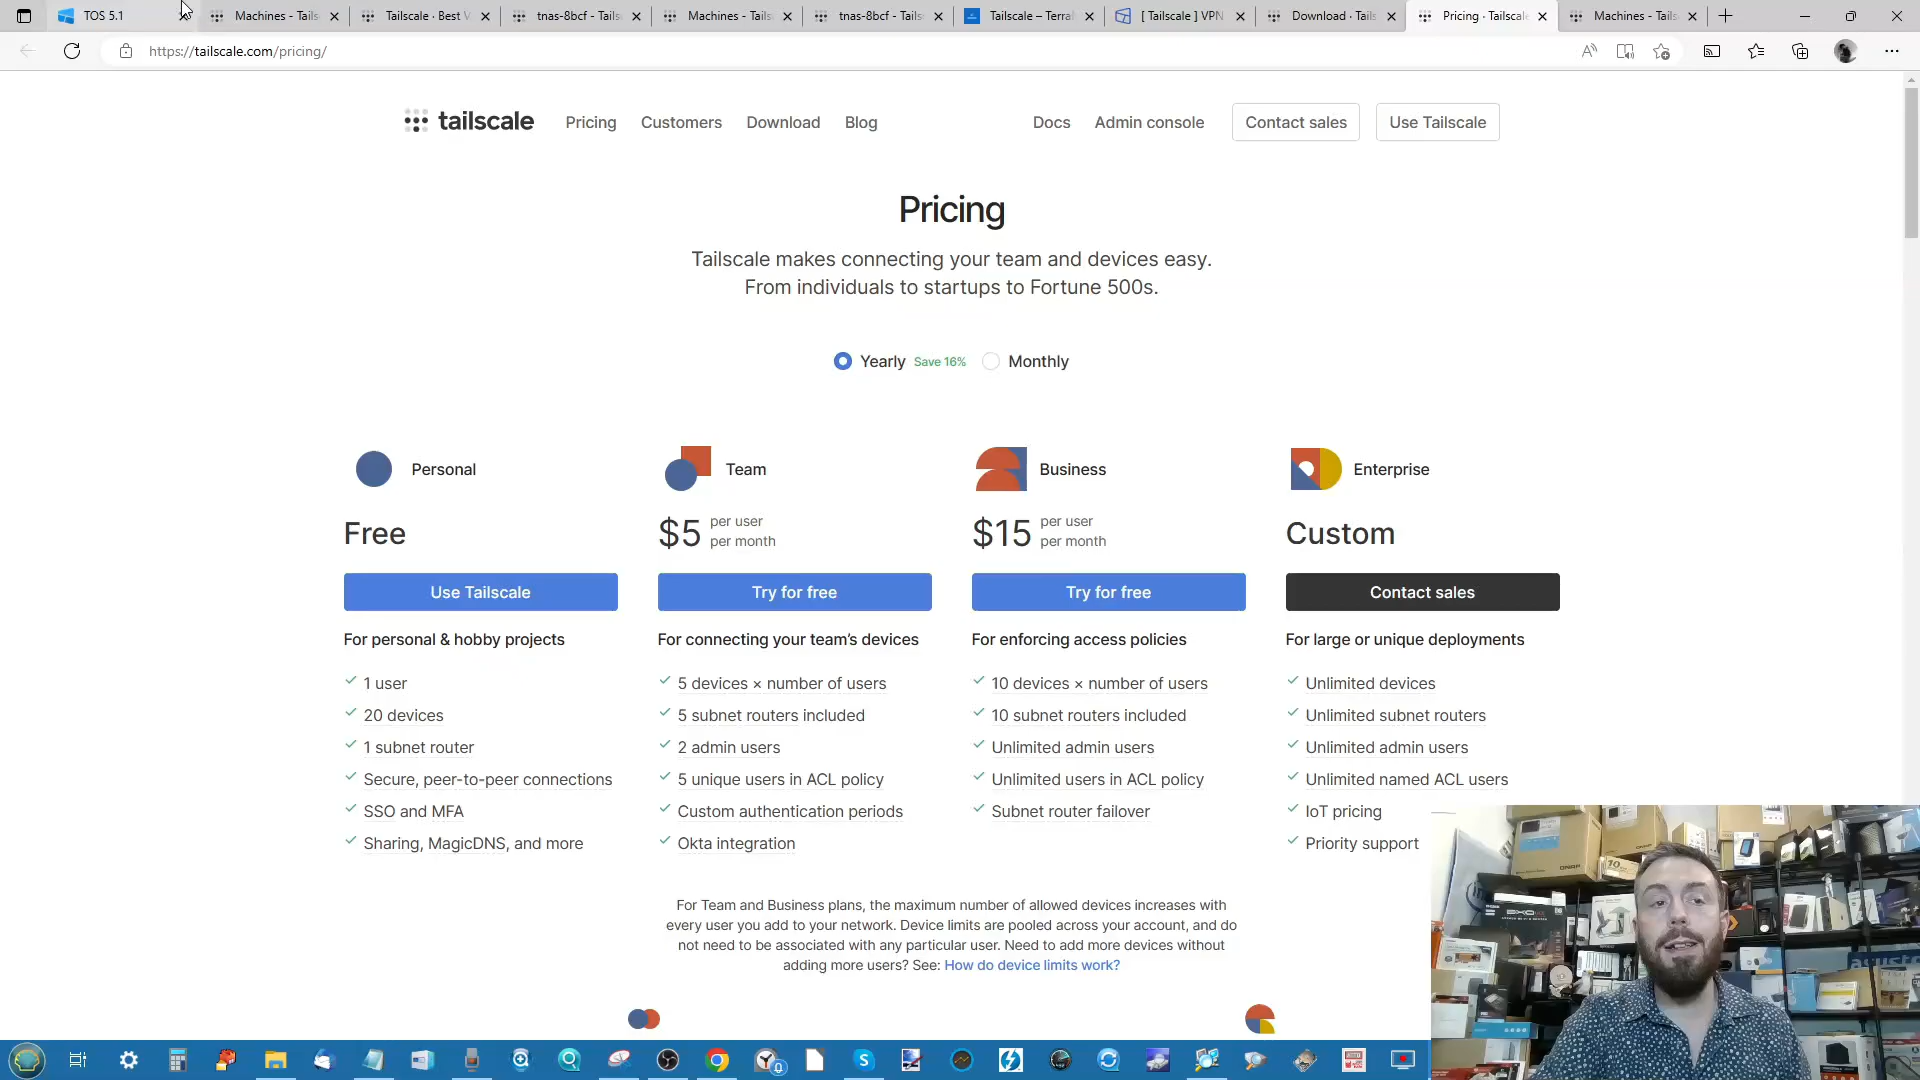 TOS 5.1
Machines - Tails
Tailscale · Best V
tnas-8bcf - Tails
Machines - Tails
tnas-8bcf - Tails
Tailscale – Terra
[ Tailscale ] VPN
Download · Tails
Pricing · Tailscale
Machines - Tails
https://tailscale.com/pricing/
tailscale
Pricing
Customers
Download
Blog
Docs
Admin console
Contact sales
Use Tailscale
Pricing
Tailscale makes connecting your team and devices easy.
From individuals to startups to Fortune 500s.
Yearly Save 16% Monthly
Personal
Free
Use Tailscale
For personal & hobby projects
1 user
20 devices
1 subnet router
Secure, peer-to-peer connections
SSO and MFA
Sharing, MagicDNS, and more
Team
$5 per user
per month
Try for free
For connecting your team's devices
5 devices × number of users
5 subnet routers included
2 admin users
5 unique users in ACL policy
Custom authentication periods
Okta integration
Business
$15 per user
per month
Try for free
For enforcing access policies
10 devices × number of users
10 subnet routers included
Unlimited admin users
Unlimited users in ACL policy
Subnet router failover
Enterprise
Custom
Contact sales
For large or unique deployments
Unlimited devices
Unlimited subnet routers
Unlimited admin users
Unlimited named ACL users
IoT pricing
Priority support
For Team and Business plans, the maximum number of allowed devices increases with
every user you add to your network. Device limits are pooled across your account, and do
not need to be associated with any particular user. Need to add more devices without
adding more users? See: How do device limits work?